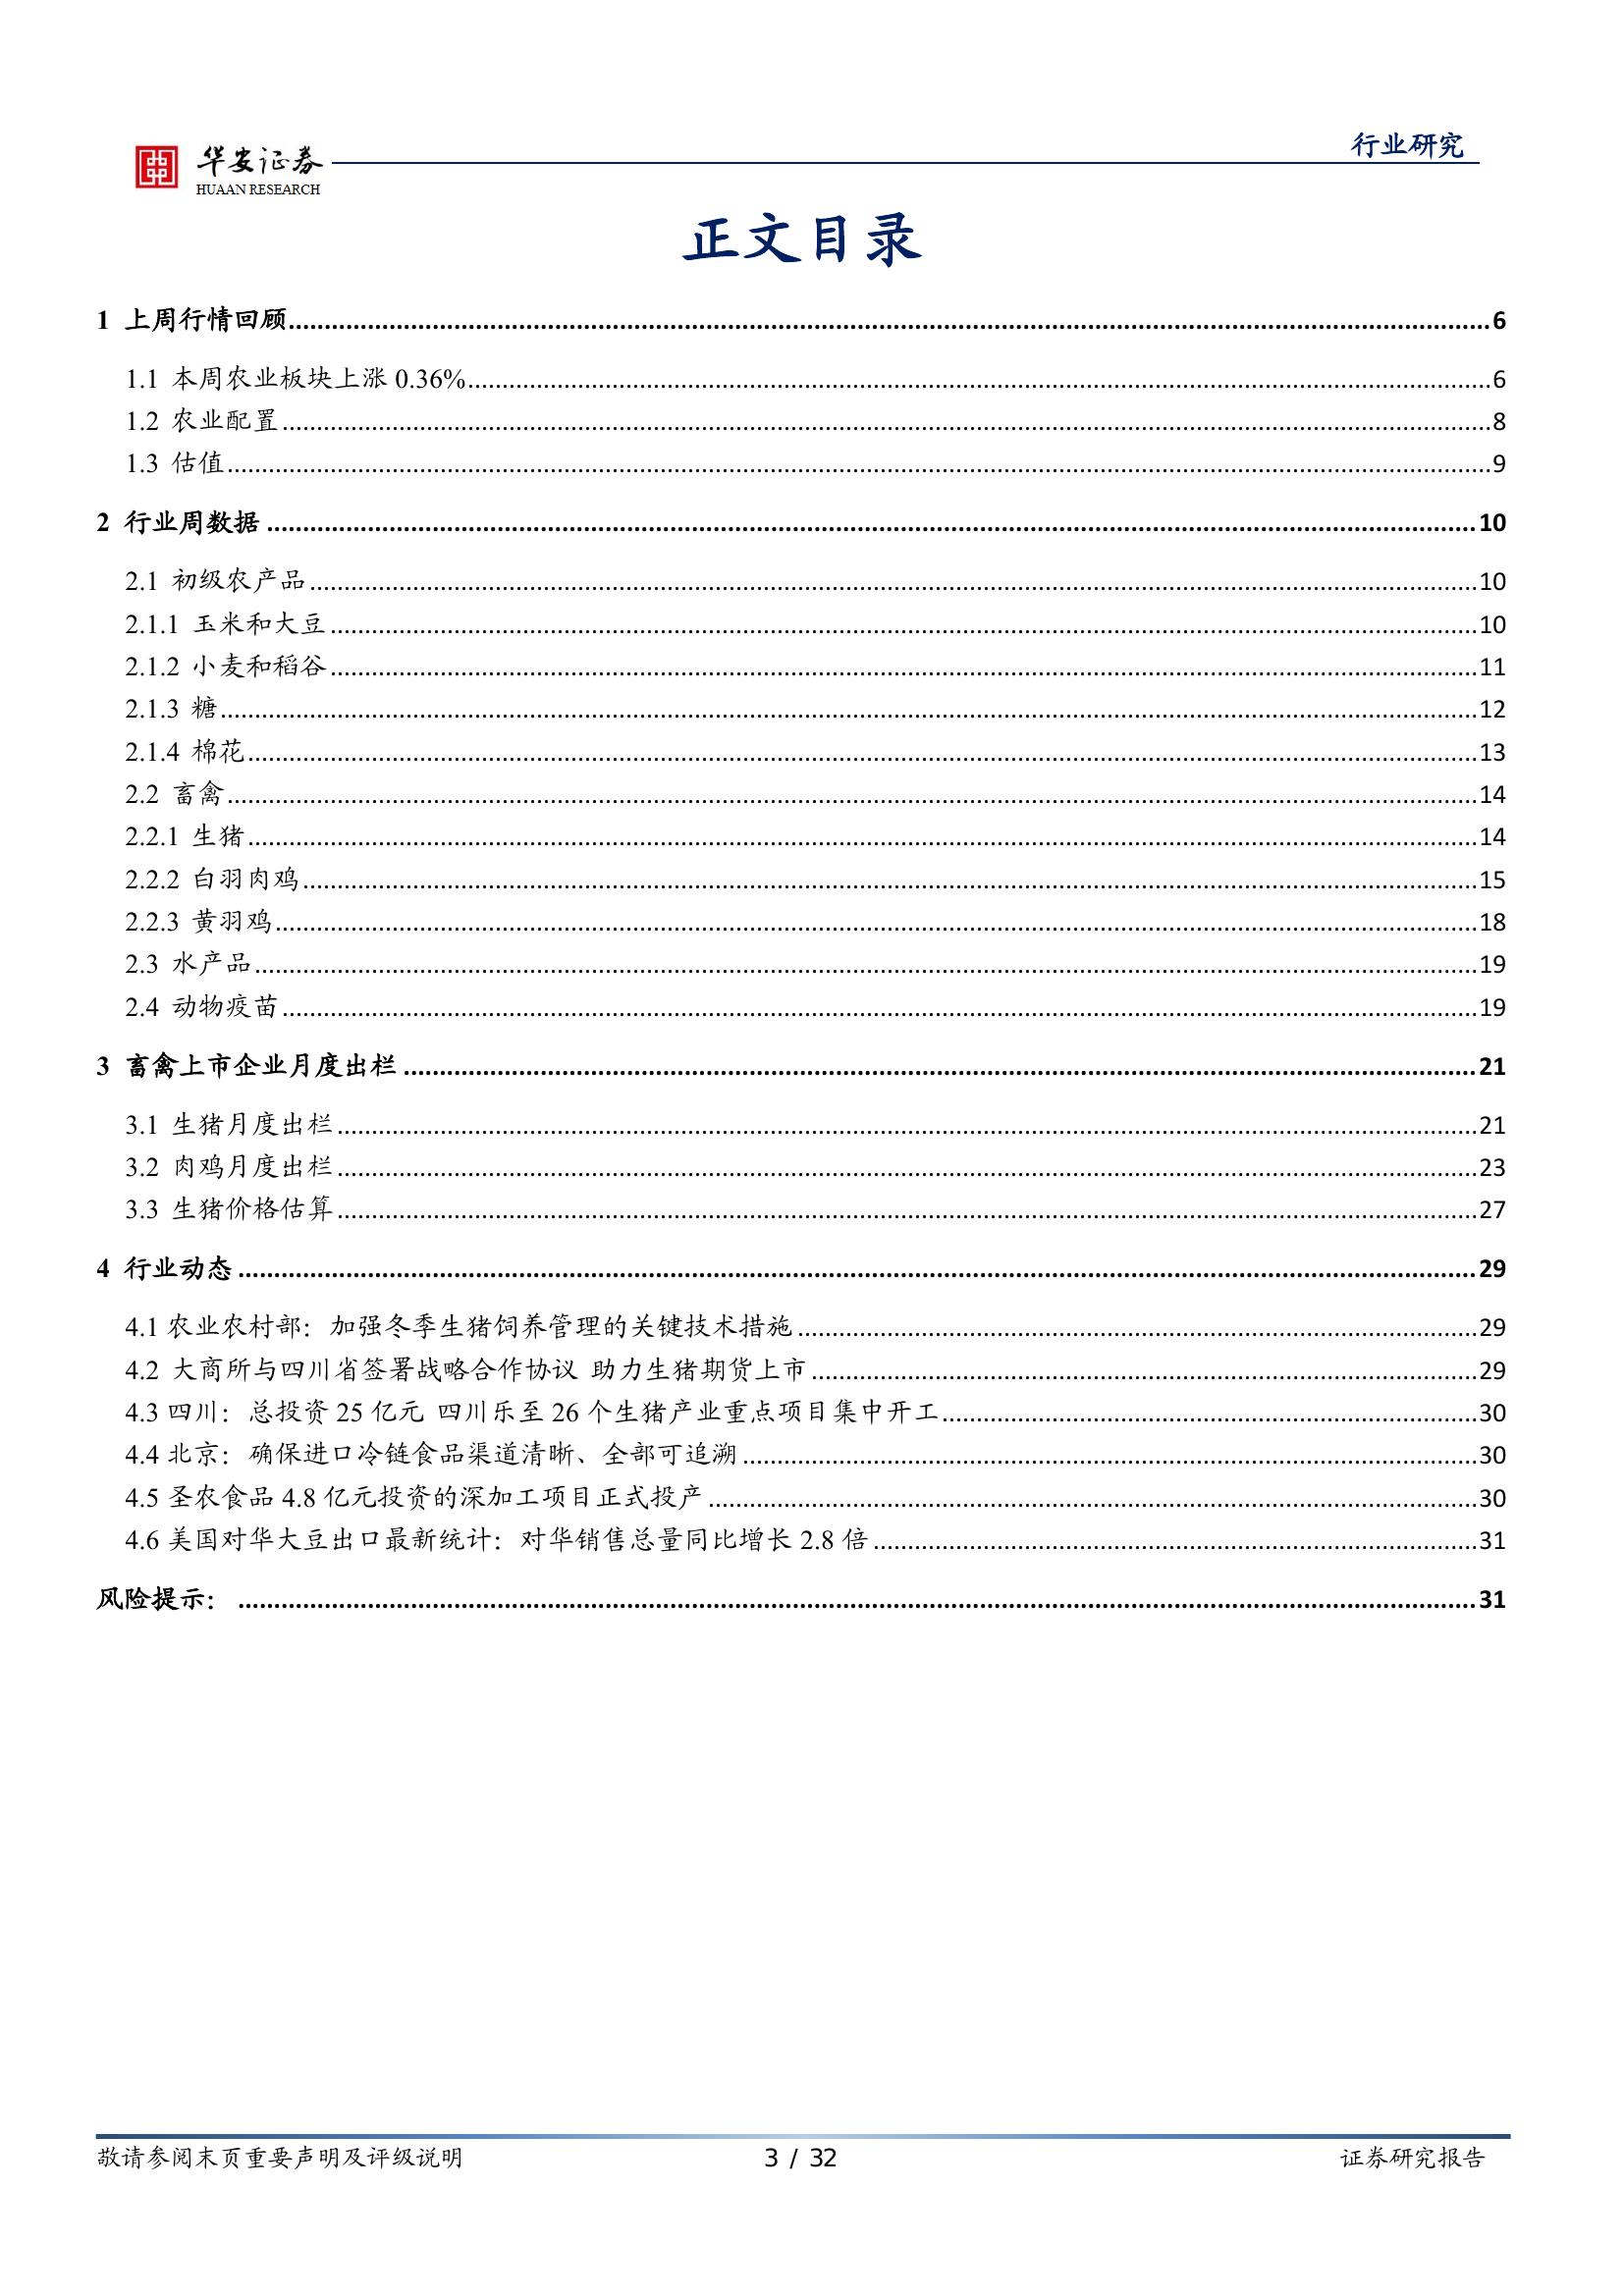 行业研究
华安证券
HUAAN RESEARCH
正文目录
1 上周行情回顾 6
1.1 本周农业板块上涨 0.36% 6
1.2 农业配置 8
1.3 估值 9
2 行业周数据 10
2.1 初级农产品 10
2.1.1 玉米和大豆 10
2.1.2 小麦和稻谷 11
2.1.3 糖 12
2.1.4 棉花 13
2.2 畜禽 14
2.2.1 生猪 14
2.2.2 白羽肉鸡 15
2.2.3 黄羽鸡 18
2.3 水产品 19
2.4 动物疫苗 19
3 畜禽上市企业月度出栏 21
3.1 生猪月度出栏 21
3.2 肉鸡月度出栏 23
3.3 生猪价格估算 27
4 行业动态 29
4.1 农业农村部：加强冬季生猪饲养管理的关键技术措施 29
4.2 大商所与四川省签署战略合作协议 助力生猪期货上市 29
4.3 四川：总投资 25 亿元 四川乐至 26 个生猪产业重点项目集中开工 30
4.4 北京：确保进口冷链食品渠道清晰、全部可追溯 30
4.5 圣农食品 4.8 亿元投资的深加工项目正式投产 30
4.6 美国对华大豆出口最新统计：对华销售总量同比增长 2.8 倍 31
风险提示： 31
敬请参阅末页重要声明及评级说明 3 / 32 证券研究报告